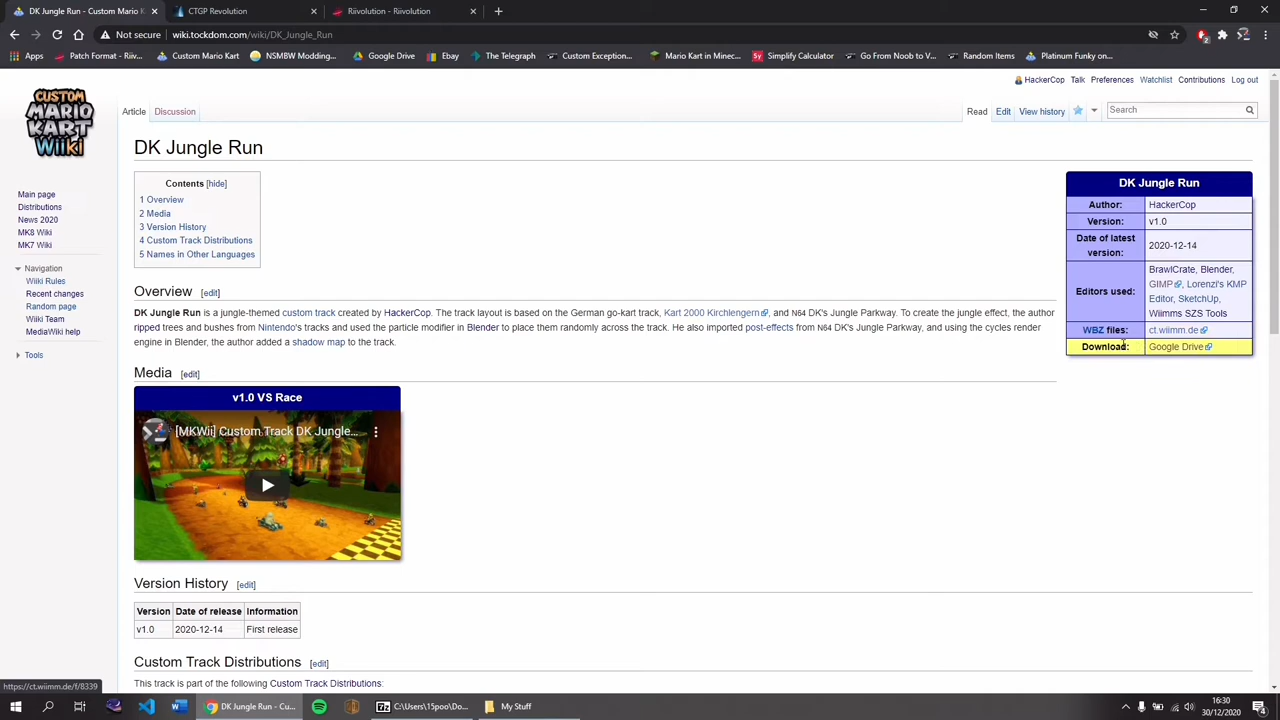 DK Jungle Run - Custom Mario K
CTGP Revolution
Riivolution - Riivolution
Not secure
wiki.tockdom.com/wiki/DK_Jungle_Run
Apps
Patch Format - Riiv...
Custom Mario Kart
NSMBW Modding...
Google Drive
Ebay
The Telegraph
Custom Exception...
Mario Kart in Minec...
Simplify Calculator
Go From Noob to V...
Random Items
Platinum Funky on...
HackerCop Talk Preferences Watchlist Contributions Log out
CUSTOM
MARIO
KART
Wiiki
Article Discussion
Read Edit View history
Search
DK Jungle Run
Main page
Distributions
News 2020
MK8 Wiki
MK7 Wiki
Navigation
Wiiki Rules
Recent changes
Random page
Wiiki Team
MediaWiki help
Tools
Contents [hide]
1 Overview
2 Media
3 Version History
4 Custom Track Distributions
5 Names in Other Languages
DK Jungle Run
Author: HackerCop
Version: v1.0
Date of latest version: 2020-12-14
Editors used: BrawlCrate, Blender,
GIMP, Lorenzi's KMP
Editor, SketchUp,
Wiimms SZS Tools
WBZ files: ct.wiimm.de
Download: Google Drive
Overview [edit]
DK Jungle Run is a jungle-themed custom track created by HackerCop. The track layout is based on the German go-kart track, Kart 2000 Kirchlengern, and N64 DK's Jungle Parkway. To create the jungle effect, the author
ripped trees and bushes from Nintendo's tracks and used the particle modifier in Blender to place them randomly across the track. He also imported post-effects from N64 DK's Jungle Parkway, and using the cycles render
engine in Blender, the author added a shadow map to the track.
Media [edit]
v1.0 VS Race
[MKWii] Custom Track DK Jungle...
Version History [edit]
Version Date of release Information
v1.0 2020-12-14 First release
Custom Track Distributions [edit]
This track is part of the following Custom Track Distributions:
https://ct.wiimm.de/f/8339
DK Jungle Run - Cu...
C:\Users\15poo\Do...
My Stuff
16:30
30/12/2020